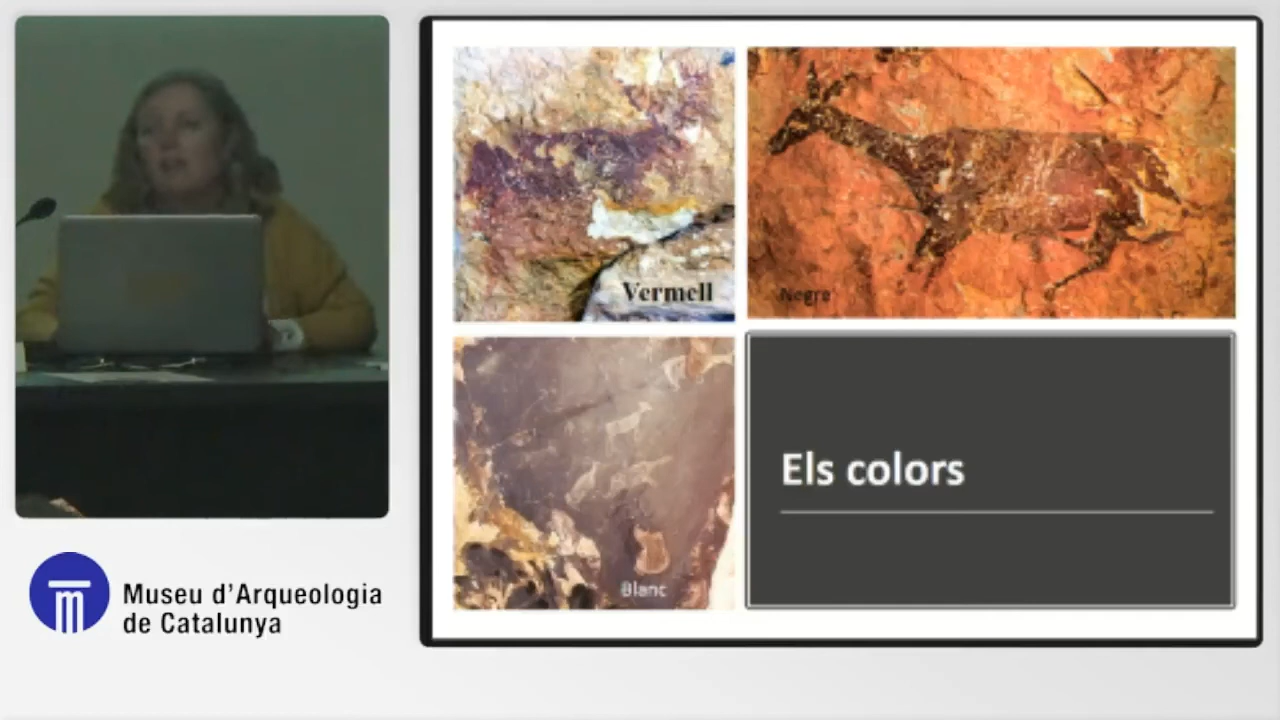 Vermell
Negre
Blanc
Els colors
Museu d'Arqueologia
de Catalunya